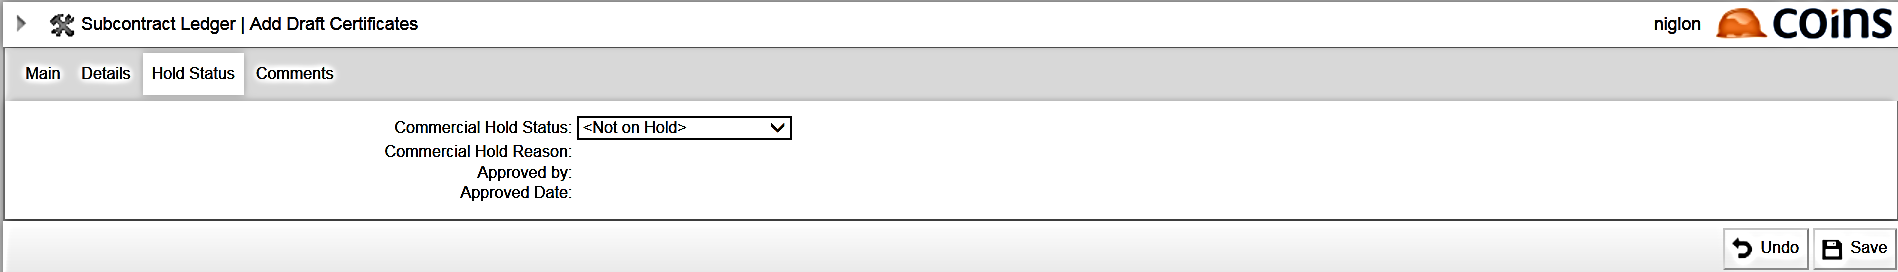 Subcontract Ledger | Add Draft Certificates
niglon
coins
Main Details Hold Status Comments
Commercial Hold Status: <Not on Hold>
Commercial Hold Reason:
Approved by:
Approved Date:
Undo Save